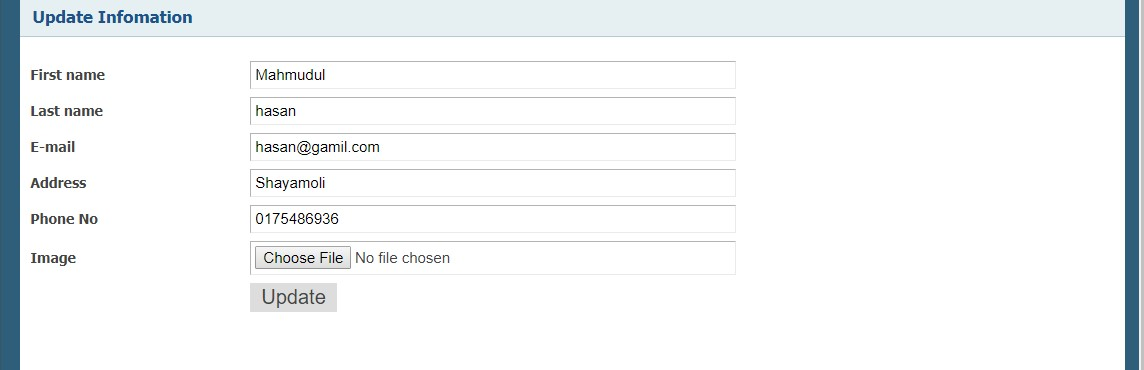 Update Infomation
First name Mahmudul
Last name hasan
E-mail hasan@gamil.com
Address Shayamoli
Phone No 0175486936
Image Choose File No file chosen
Update